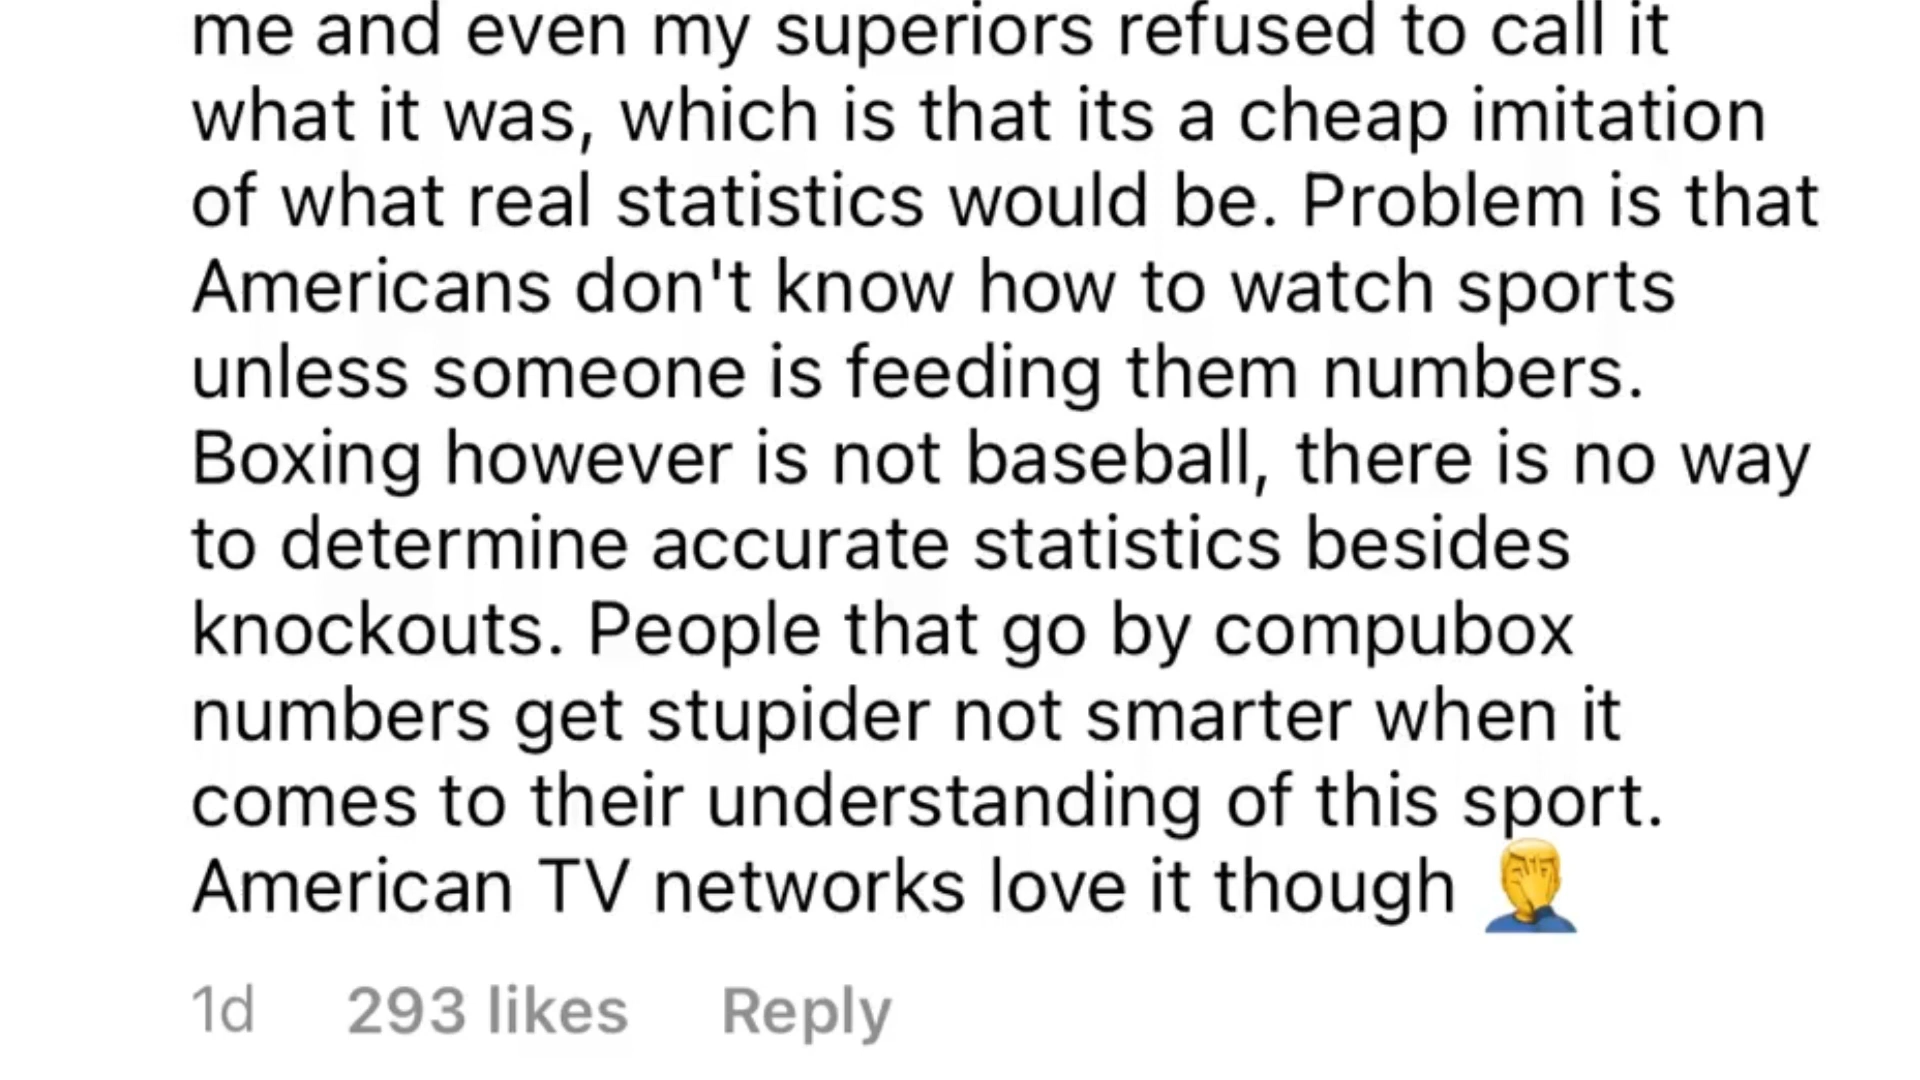 me and even my superiors refused to call it
what it was, which is that its a cheap imitation
of what real statistics would be. Problem is that
Americans don't know how to watch sports
unless someone is feeding them numbers.
Boxing however is not baseball, there is no way
to determine accurate statistics besides
knockouts. People that go by compubox
numbers get stupider not smarter when it
comes to their understanding of this sport.
American TV networks love it though 🤦‍♂️
1d 293 likes Reply